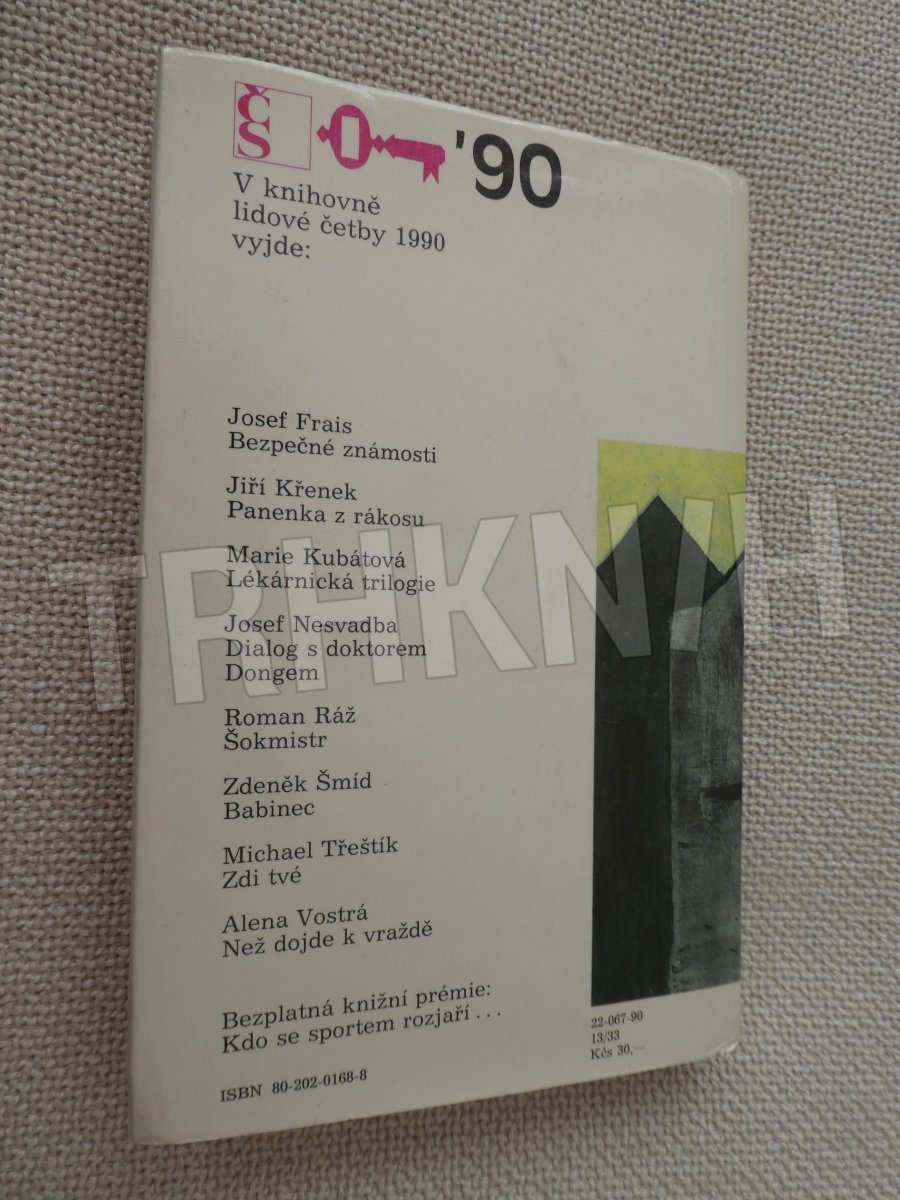 ČS
'90
V knihovně
lidové četby 1990
vyjde:
Josef Frais
Bezpečné známosti
Jiří Křenek
Panenka z rákosu
Marie Kubátová
Lékárnická trilogie
Josef Nesvadba
Dialog s doktorem
Dongem
Roman Ráž
Šokmistr
Zdeněk Šmíd
Babinec
Michael Třeštík
Zdi tvé
Alena Vostrá
Než dojde k vraždě
Bezplatná knižní prémie:
Kdo se sportem rozjaří...
ISBN 80-202-0168-8
22-067-90
13/33
Kčs 30,—
TRHKNIH